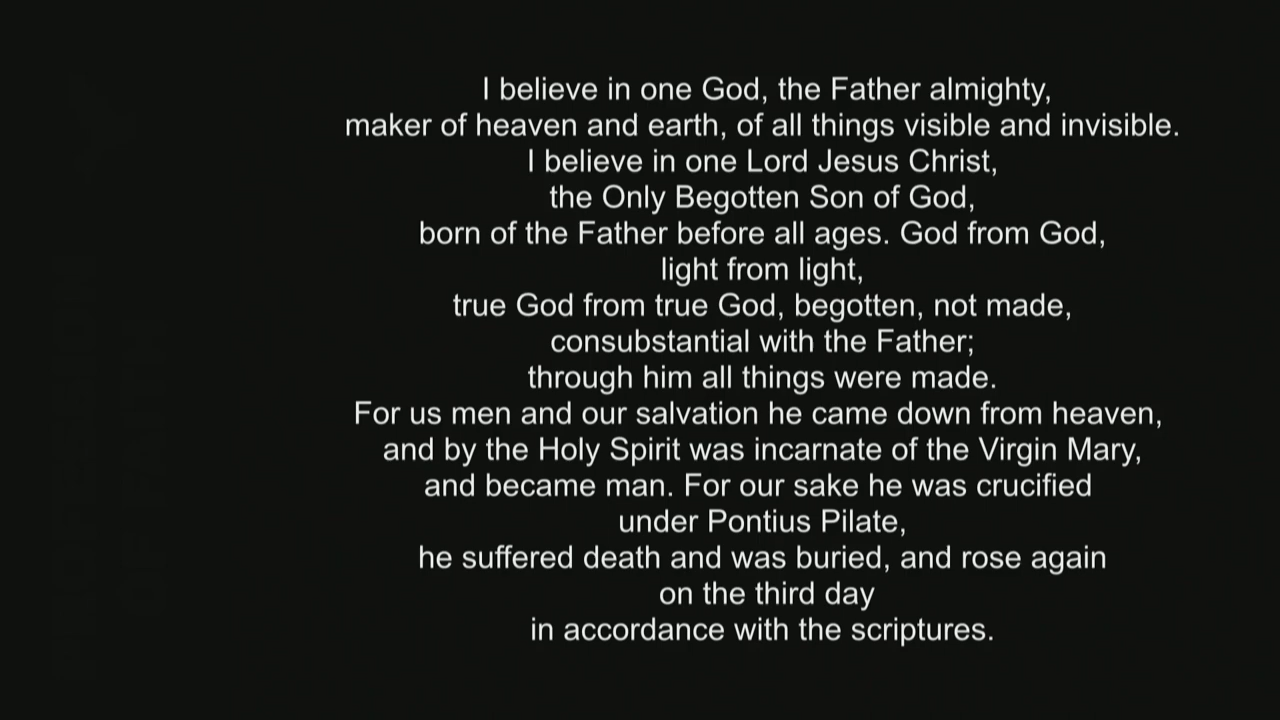 I believe in one God, the Father almighty,
maker of heaven and earth, of all things visible and invisible.
I believe in one Lord Jesus Christ,
the Only Begotten Son of God,
born of the Father before all ages. God from God,
light from light,
true God from true God, begotten, not made,
consubstantial with the Father;
through him all things were made.
For us men and our salvation he came down from heaven,
and by the Holy Spirit was incarnate of the Virgin Mary,
and became man. For our sake he was crucified
under Pontius Pilate,
he suffered death and was buried, and rose again
on the third day
in accordance with the scriptures.
PROFESSION
OF FAITH